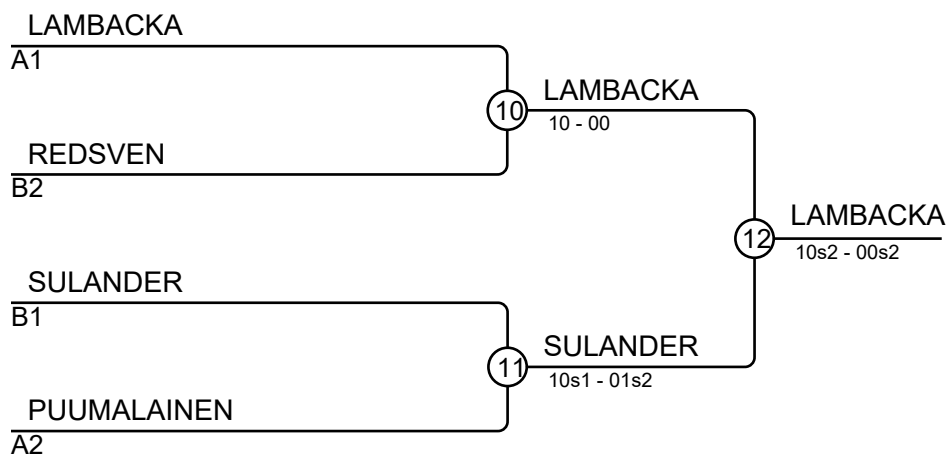 LAMBACKA
A1
10
LAMBACKA
10 - 00
REDSVEN
B2
12
LAMBACKA
10s2 - 00s2
SULANDER
B1
11
SULANDER
10s1 - 01s2
PUUMALAINEN
A2